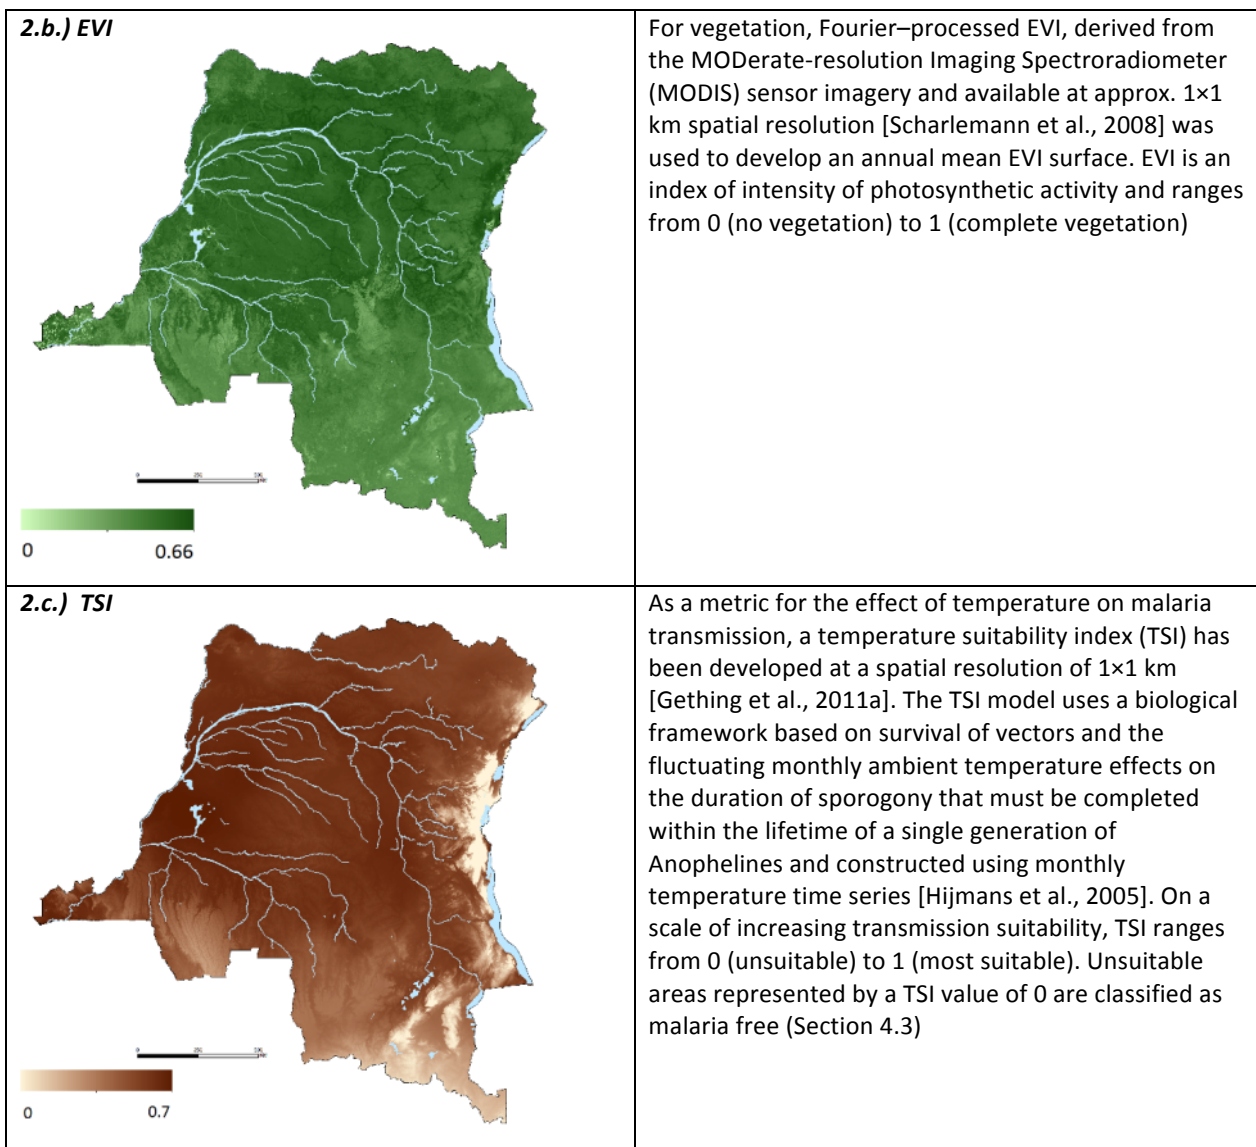 2.b.) EVI
For vegetation, Fourier–processed EVI, derived from
the MODerate-resolution Imaging Spectroradiometer
(MODIS) sensor imagery and available at approx. 1×1
km spatial resolution [Scharlemann et al., 2008] was
used to develop an annual mean EVI surface. EVI is an
index of intensity of photosynthetic activity and ranges
from 0 (no vegetation) to 1 (complete vegetation)
0
0.66
2.c.) TSI
As a metric for the effect of temperature on malaria
transmission, a temperature suitability index (TSI) has
been developed at a spatial resolution of 1×1 km
[Gething et al., 2011a]. The TSI model uses a biological
framework based on survival of vectors and the
fluctuating monthly ambient temperature effects on
the duration of sporogony that must be completed
within the lifetime of a single generation of
Anophelines and constructed using monthly
temperature time series [Hijmans et al., 2005]. On a
scale of increasing transmission suitability, TSI ranges
from 0 (unsuitable) to 1 (most suitable). Unsuitable
areas represented by a TSI value of 0 are classified as
malaria free (Section 4.3)
0
0.7